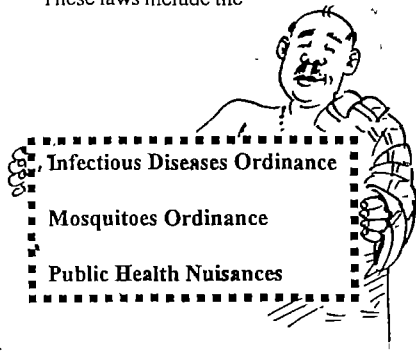 These laws include the
Infectious Diseases Ordinance
Mosquitoes Ordinance
Public Health Nuisances